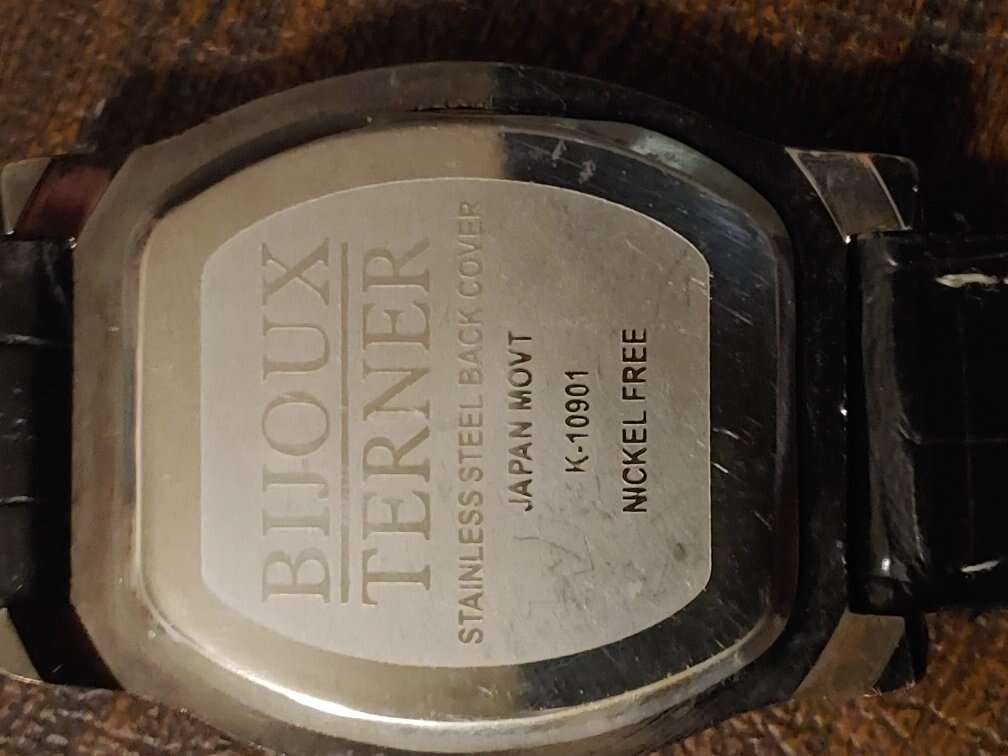 BIJOUX
TERNER
STAINLESS STEEL BACK COVER
JAPAN MOVT
K-10901
NICKEL FREE